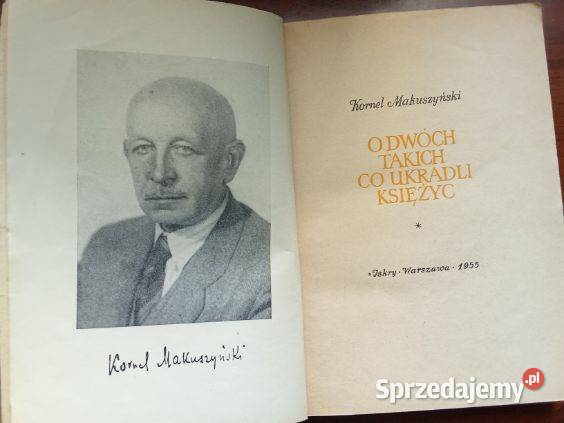 Kornel Makuszyński
Kornel Makuszyński
O DWÓCH
TAKICH
CO UKRADLI
KSIĘŻYC
*
• Iskry • Warszawa • 1955
Sprzedajemy.pl